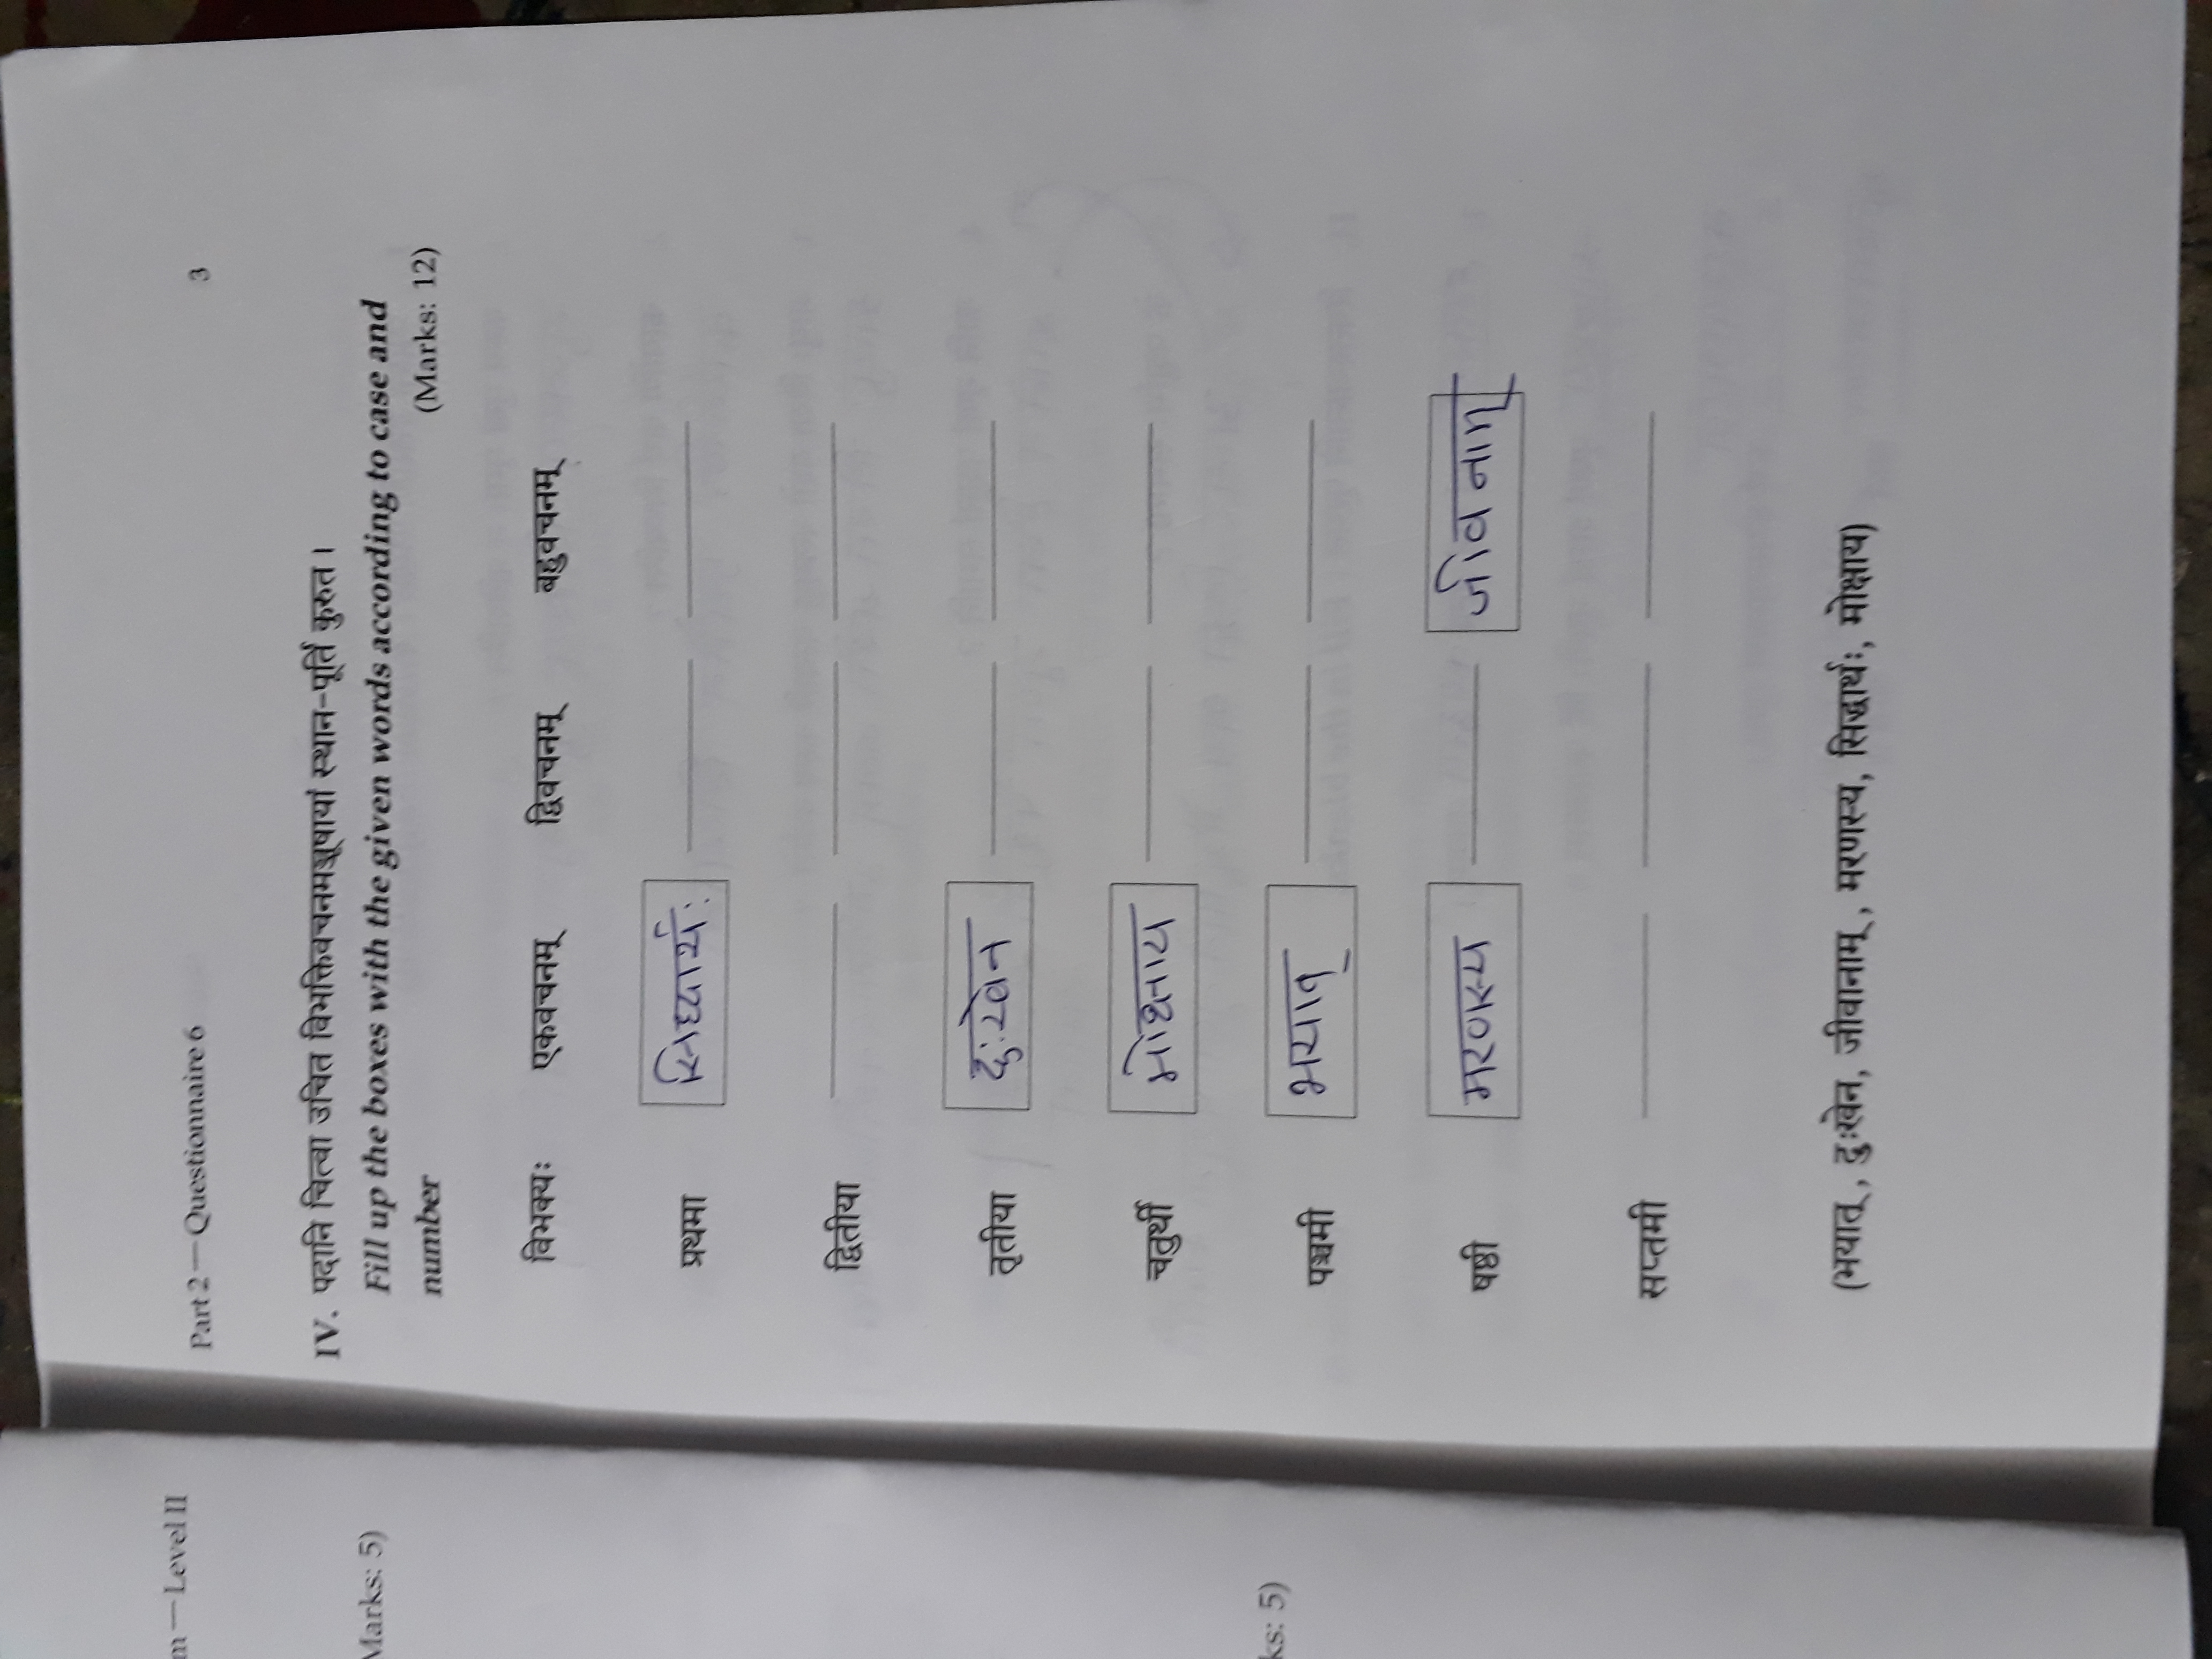 m — Level II
Part 2 — Questionnaire 6 3
IV. पदानि चित्वा उचित विभक्तिवचनमञ्जूषायां स्थान-पूर्तिं कुरुत ।
Marks: 5)
Fill up the boxes with the given words according to case and
number (Marks: 12)
विभक्यः एकवचनम् द्विवचनम् बहुवचनम्
प्रथमा सिध्दार्थः
द्वितीया
तृतीया दुःखेन
चतुर्थी मोक्षाय
ks: 5)
पञ्चमी भयात्
षष्ठी मरणस्य जीवनाम्
सप्तमी
(भयात् , दुःखेन, जीवानाम् , मरणस्य, सिद्धार्थः, मोक्षाय)